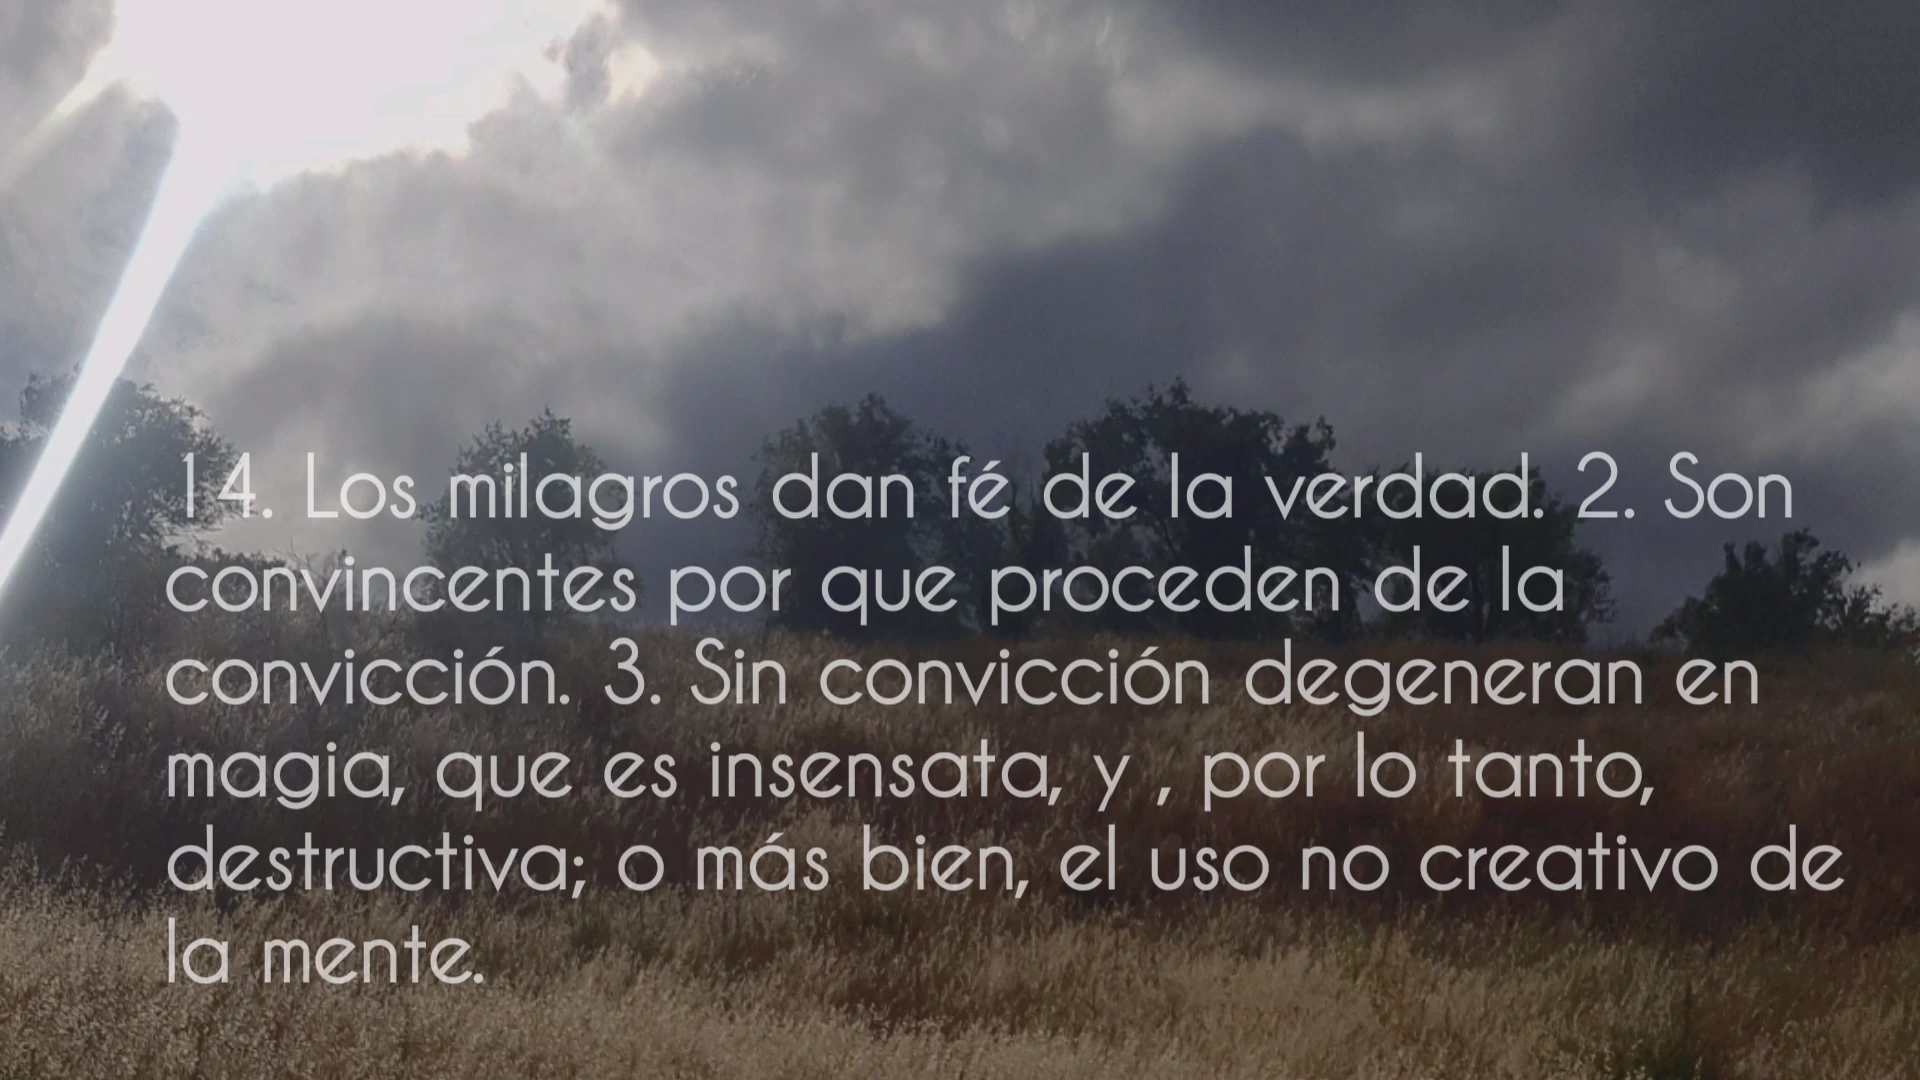 14. Los milagros dan fé de la verdad. 2. Son
convincentes por que proceden de la
convicción. 3. Sin convicción degeneran en
magia, que es insensata, y , por lo tanto,
destructiva; o más bien, el uso no creativo de
la mente.